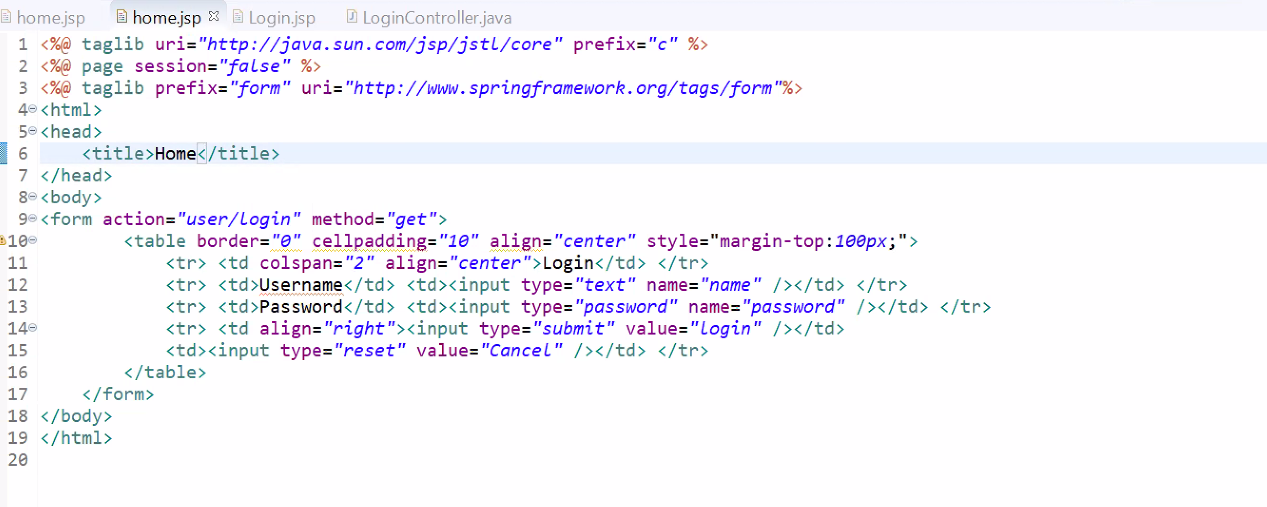 home.jsp home.jsp Login.jsp LoginController.java
1 <%@ taglib uri="http://java.sun.com/jsp/jstl/core" prefix="c" %>
2 <%@ page session="false" %>
3 <%@ taglib prefix="form" uri="http://www.springframework.org/tags/form"%>
4 <html>
5 <head>
6 <title>Home</title>
7 </head>
8 <body>
9 <form action="user/login" method="get">
10 <table border="0" cellpadding="10" align="center" style="margin-top:100px;">
11 <tr> <td colspan="2" align="center">Login</td> </tr>
12 <tr> <td>Username</td> <td><input type="text" name="name" /></td> </tr>
13 <tr> <td>Password</td> <td><input type="password" name="password" /></td> </tr>
14 <tr> <td align="right"><input type="submit" value="login" /></td>
15 <td><input type="reset" value="Cancel" /></td> </tr>
16 </table>
17 </form>
18 </body>
19 </html>
20